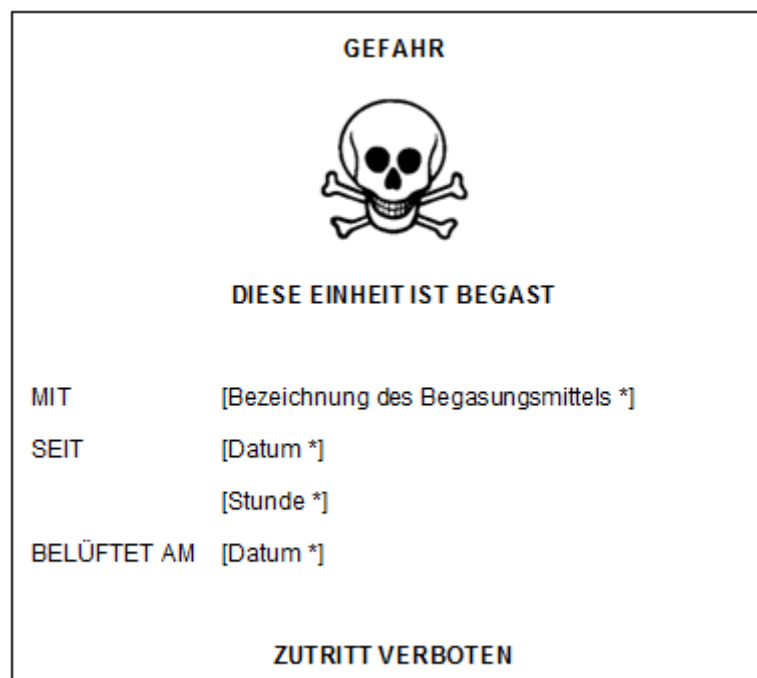 GEFAHR
DIESE EINHEIT IST BEGAST
MIT [Bezeichnung des Begasungsmittels *]
SEIT [Datum *]
[Stunde *]
BELÜFTET AM [Datum *]
ZUTRITT VERBOTEN